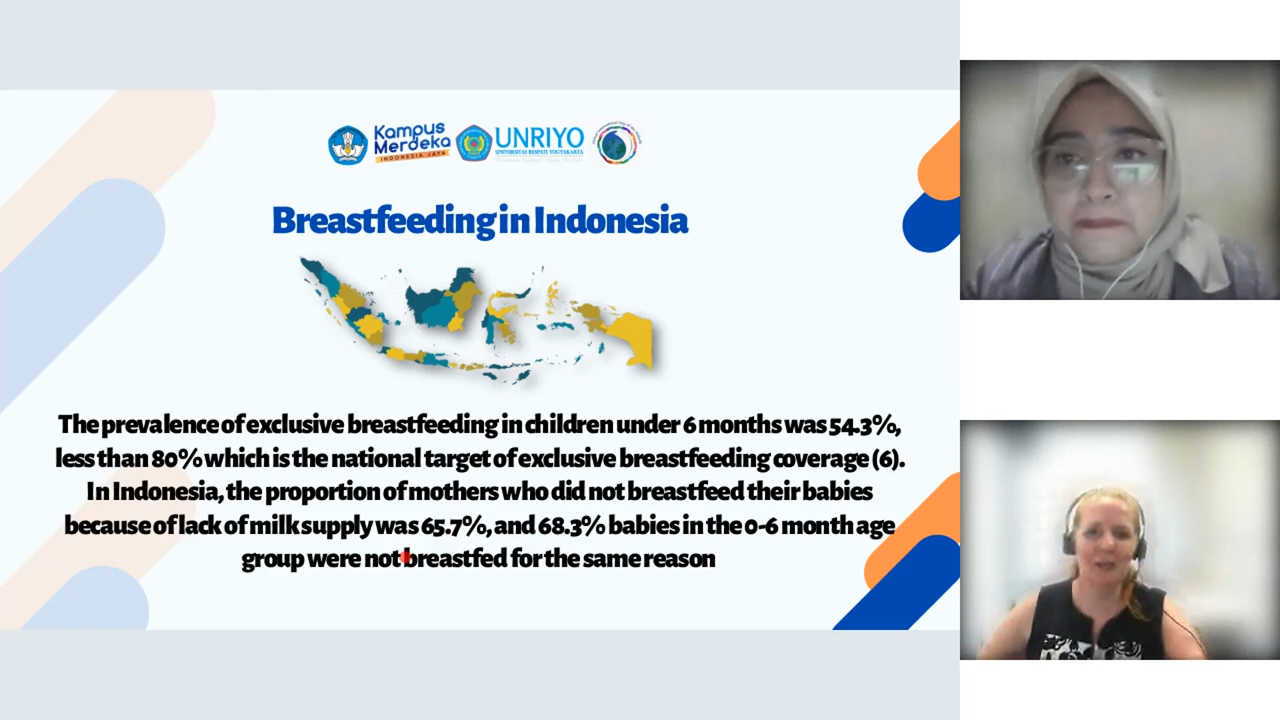 Kampus
Merdeka
INDONESIA JAYA
UNRIYO
UNIVERSITAS RESPATI YOGYAKARTA
Breastfeeding in Indonesia
The prevalence of exclusive breastfeeding in children under 6 months was 54.3%,
less than 80% which is the national target of exclusive breastfeeding coverage (6).
In Indonesia, the proportion of mothers who did not breastfeed their babies
because of lack of milk supply was 65.7%, and 68.3% babies in the 0-6 month age
group were not breastfed for the same reason